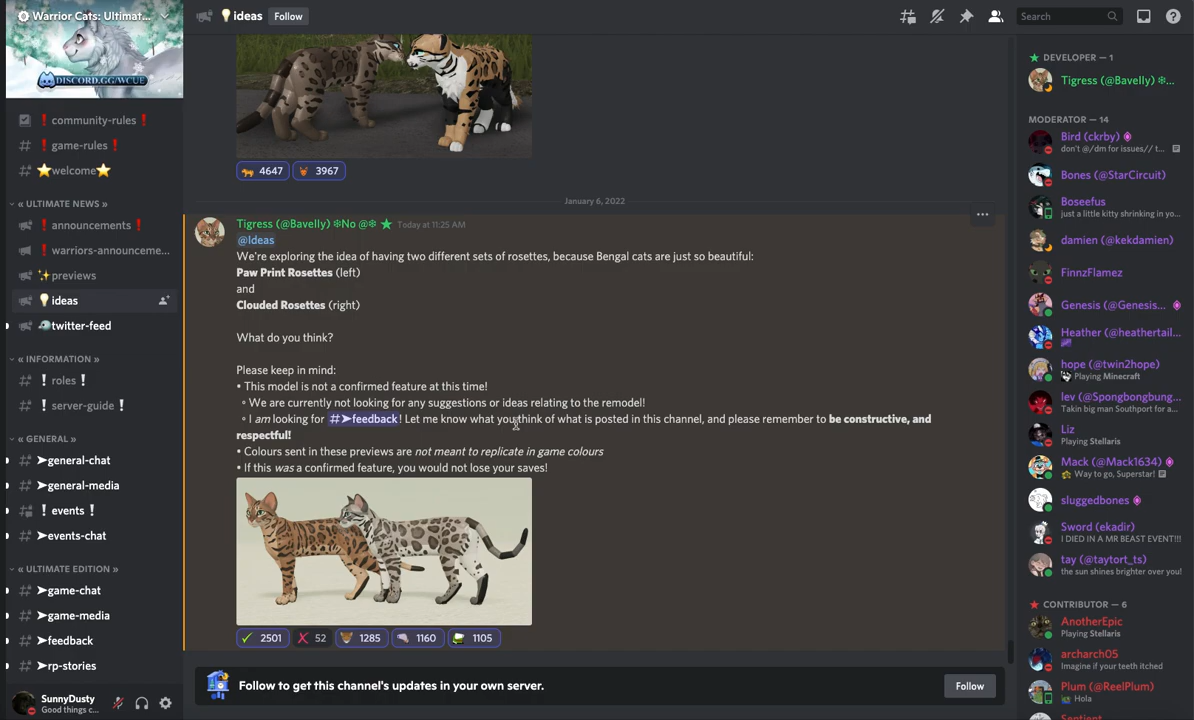 Warrior Cats: Ultimat...
DISCORD.GG/WCUE
❗community-rules❗
❗game-rules❗
⭐welcome⭐
« ULTIMATE NEWS »
❗announcements❗
❗warriors-announceme...
✨previews
💡ideas
twitter-feed
« INFORMATION »
❕roles❕
❕server-guide❕
« GENERAL »
➤general-chat
➤general-media
❕events❕
➤events-chat
« ULTIMATE EDITION »
➤game-chat
➤game-media
➤feedback
➤rp-stories
SunnyDusty
Good things c...
💡ideas
Follow
Search
4647 3967
January 6, 2022
Tigress (@Bavelly) ❄No @❄ Today at 11:25 AM
@Ideas
We're exploring the idea of having two different sets of rosettes, because Bengal cats are just so beautiful:
Paw Print Rosettes (left)
and
Clouded Rosettes (right)
What do you think?
Please keep in mind:
• This model is not a confirmed feature at this time!
◦ We are currently not looking for any suggestions or ideas relating to the remodel!
◦ I am looking for #➤feedback! Let me know what you think of what is posted in this channel, and please remember to be constructive, and
respectful!
• Colours sent in these previews are not meant to replicate in game colours
• If this was a confirmed feature, you would not lose your saves!
2501 52 1285 1160 1105
Follow to get this channel's updates in your own server.
Follow
DEVELOPER — 1
Tigress (@Bavelly) ❄...
MODERATOR — 14
Bird (ckrby)
don't @/dm for issues// t...
Bones (@StarCircuit)
Boseefus
just a little kitty shrinking in yo...
damien (@kekdamien)
FinnzFlamez
Genesis (@Genesis...
Heather (@heathertail...
hope (@twin2hope)
Playing Minecraft
lev (@Spongbongbung...
Takin big man Southport for a...
Liz
Playing Stellaris
Mack (@Mack1634)
Way to go, Superstar!
sluggedbones
Sword (ekadir)
I DIED IN A MR BEAST EVENT!!!
tay (@taytort_ts)
the sun shines brighter over you!
CONTRIBUTOR — 6
AnotherEpic
Playing Stellaris
archarch05
Imagine if your teeth itched
Plum (@ReelPlum)
Hola